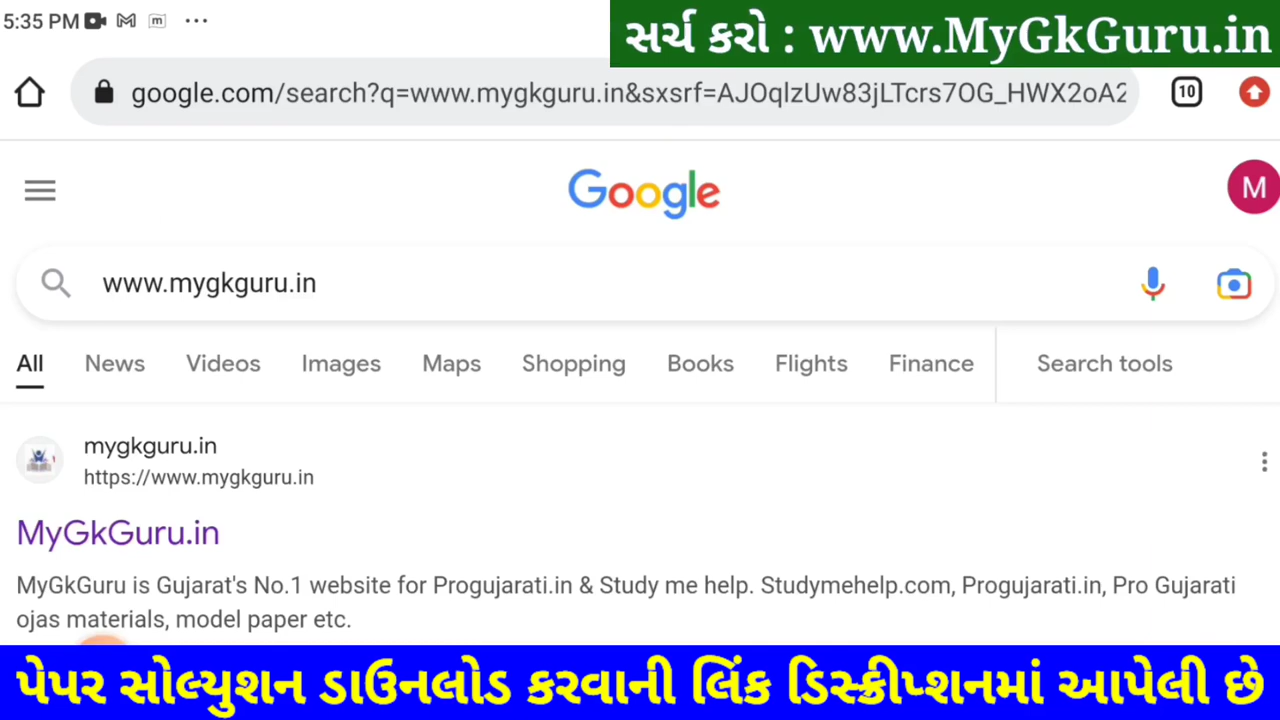 5:35 PM
સર્ચ કરો : www.MyGkGuru.in
google.com/search?q=www.mygkguru.in&sxsrf=AJOqlzUw83jLTcrs7OG_HWX2oA2
10
Google
M
www.mygkguru.in
All News Videos Images Maps Shopping Books Flights Finance Search tools
mygkguru.in
https://www.mygkguru.in
MyGkGuru.in
MyGkGuru is Gujarat's No.1 website for Progujarati.in & Study me help. Studymehelp.com, Progujarati.in, Pro Gujarati
ojas materials, model paper etc.
પેપર સોલ્યુશન ડાઉનલોડ કરવાની લિંક ડિસ્ક્રીપ્શનમાં આપેલી છે